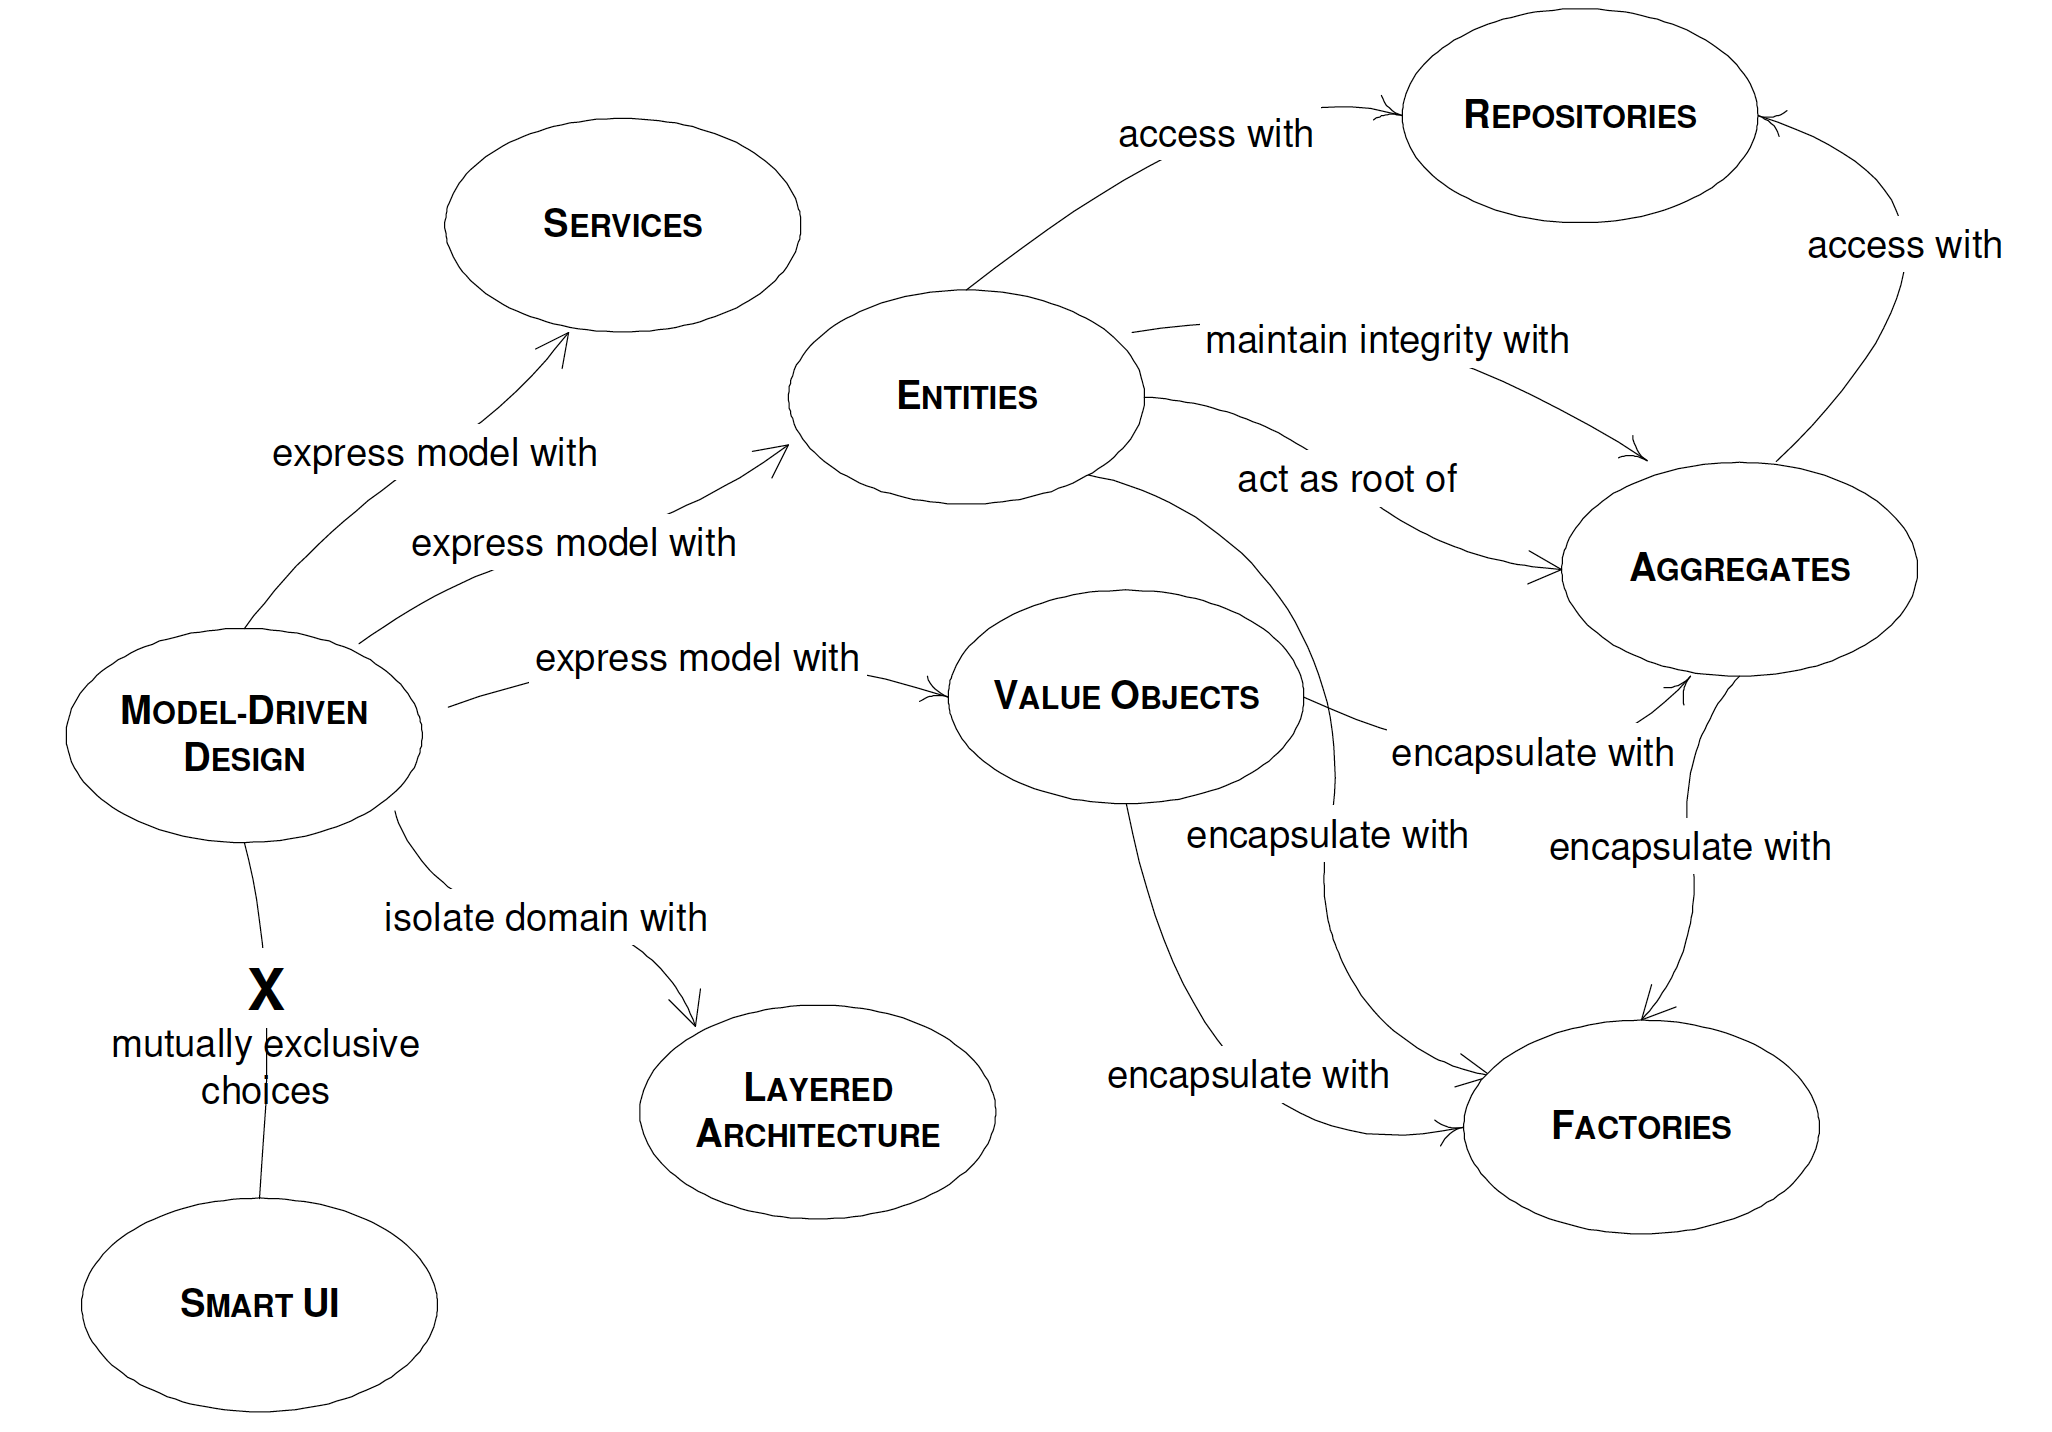 REPOSITORIES
access with
SERVICES
access with
maintain integrity with
ENTITIES
express model with
act as root of
express model with
AGGREGATES
express model with
VALUE OBJECTS
MODEL-DRIVEN
DESIGN
encapsulate with
encapsulate with
encapsulate with
isolate domain with
X
mutually exclusive
choices
encapsulate with
LAYERED
ARCHITECTURE
FACTORIES
SMART UI